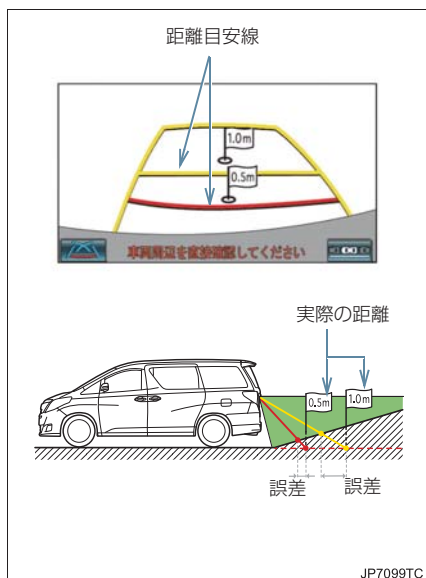 距離目安線
1.0m
0.5m
車両周辺を直接確認してください
実際の距離
0.5m
1.0m
誤差
誤差
JP7099TC